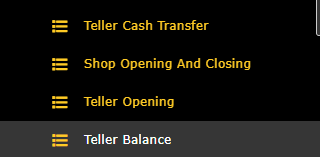 Teller Cash Transfer
Shop Opening And Closing
Teller Opening
Teller Balance